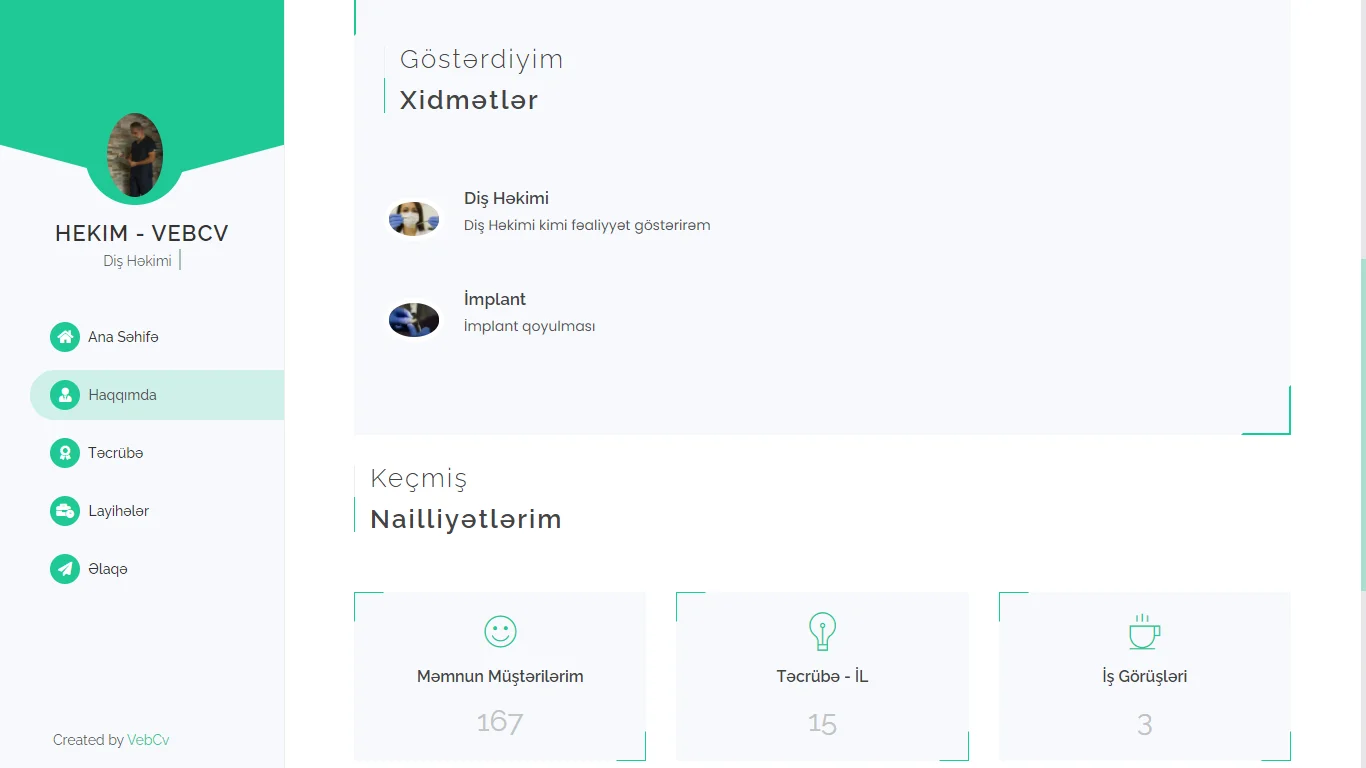 HEKIM - VEBCV
Diş Həkimi
Ana Səhifə
Haqqımda
Təcrübə
Layihələr
Əlaqə
Created by VebCv
Göstərdiyim
Xidmətlər
Diş Həkimi
Diş Həkimi kimi fəaliyyət göstərirəm
İmplant
İmplant qoyulması
Keçmiş
Nailliyətlərim
Məmnun Müştərilərim
167
Təcrübə - İL
15
İş Görüşləri
3